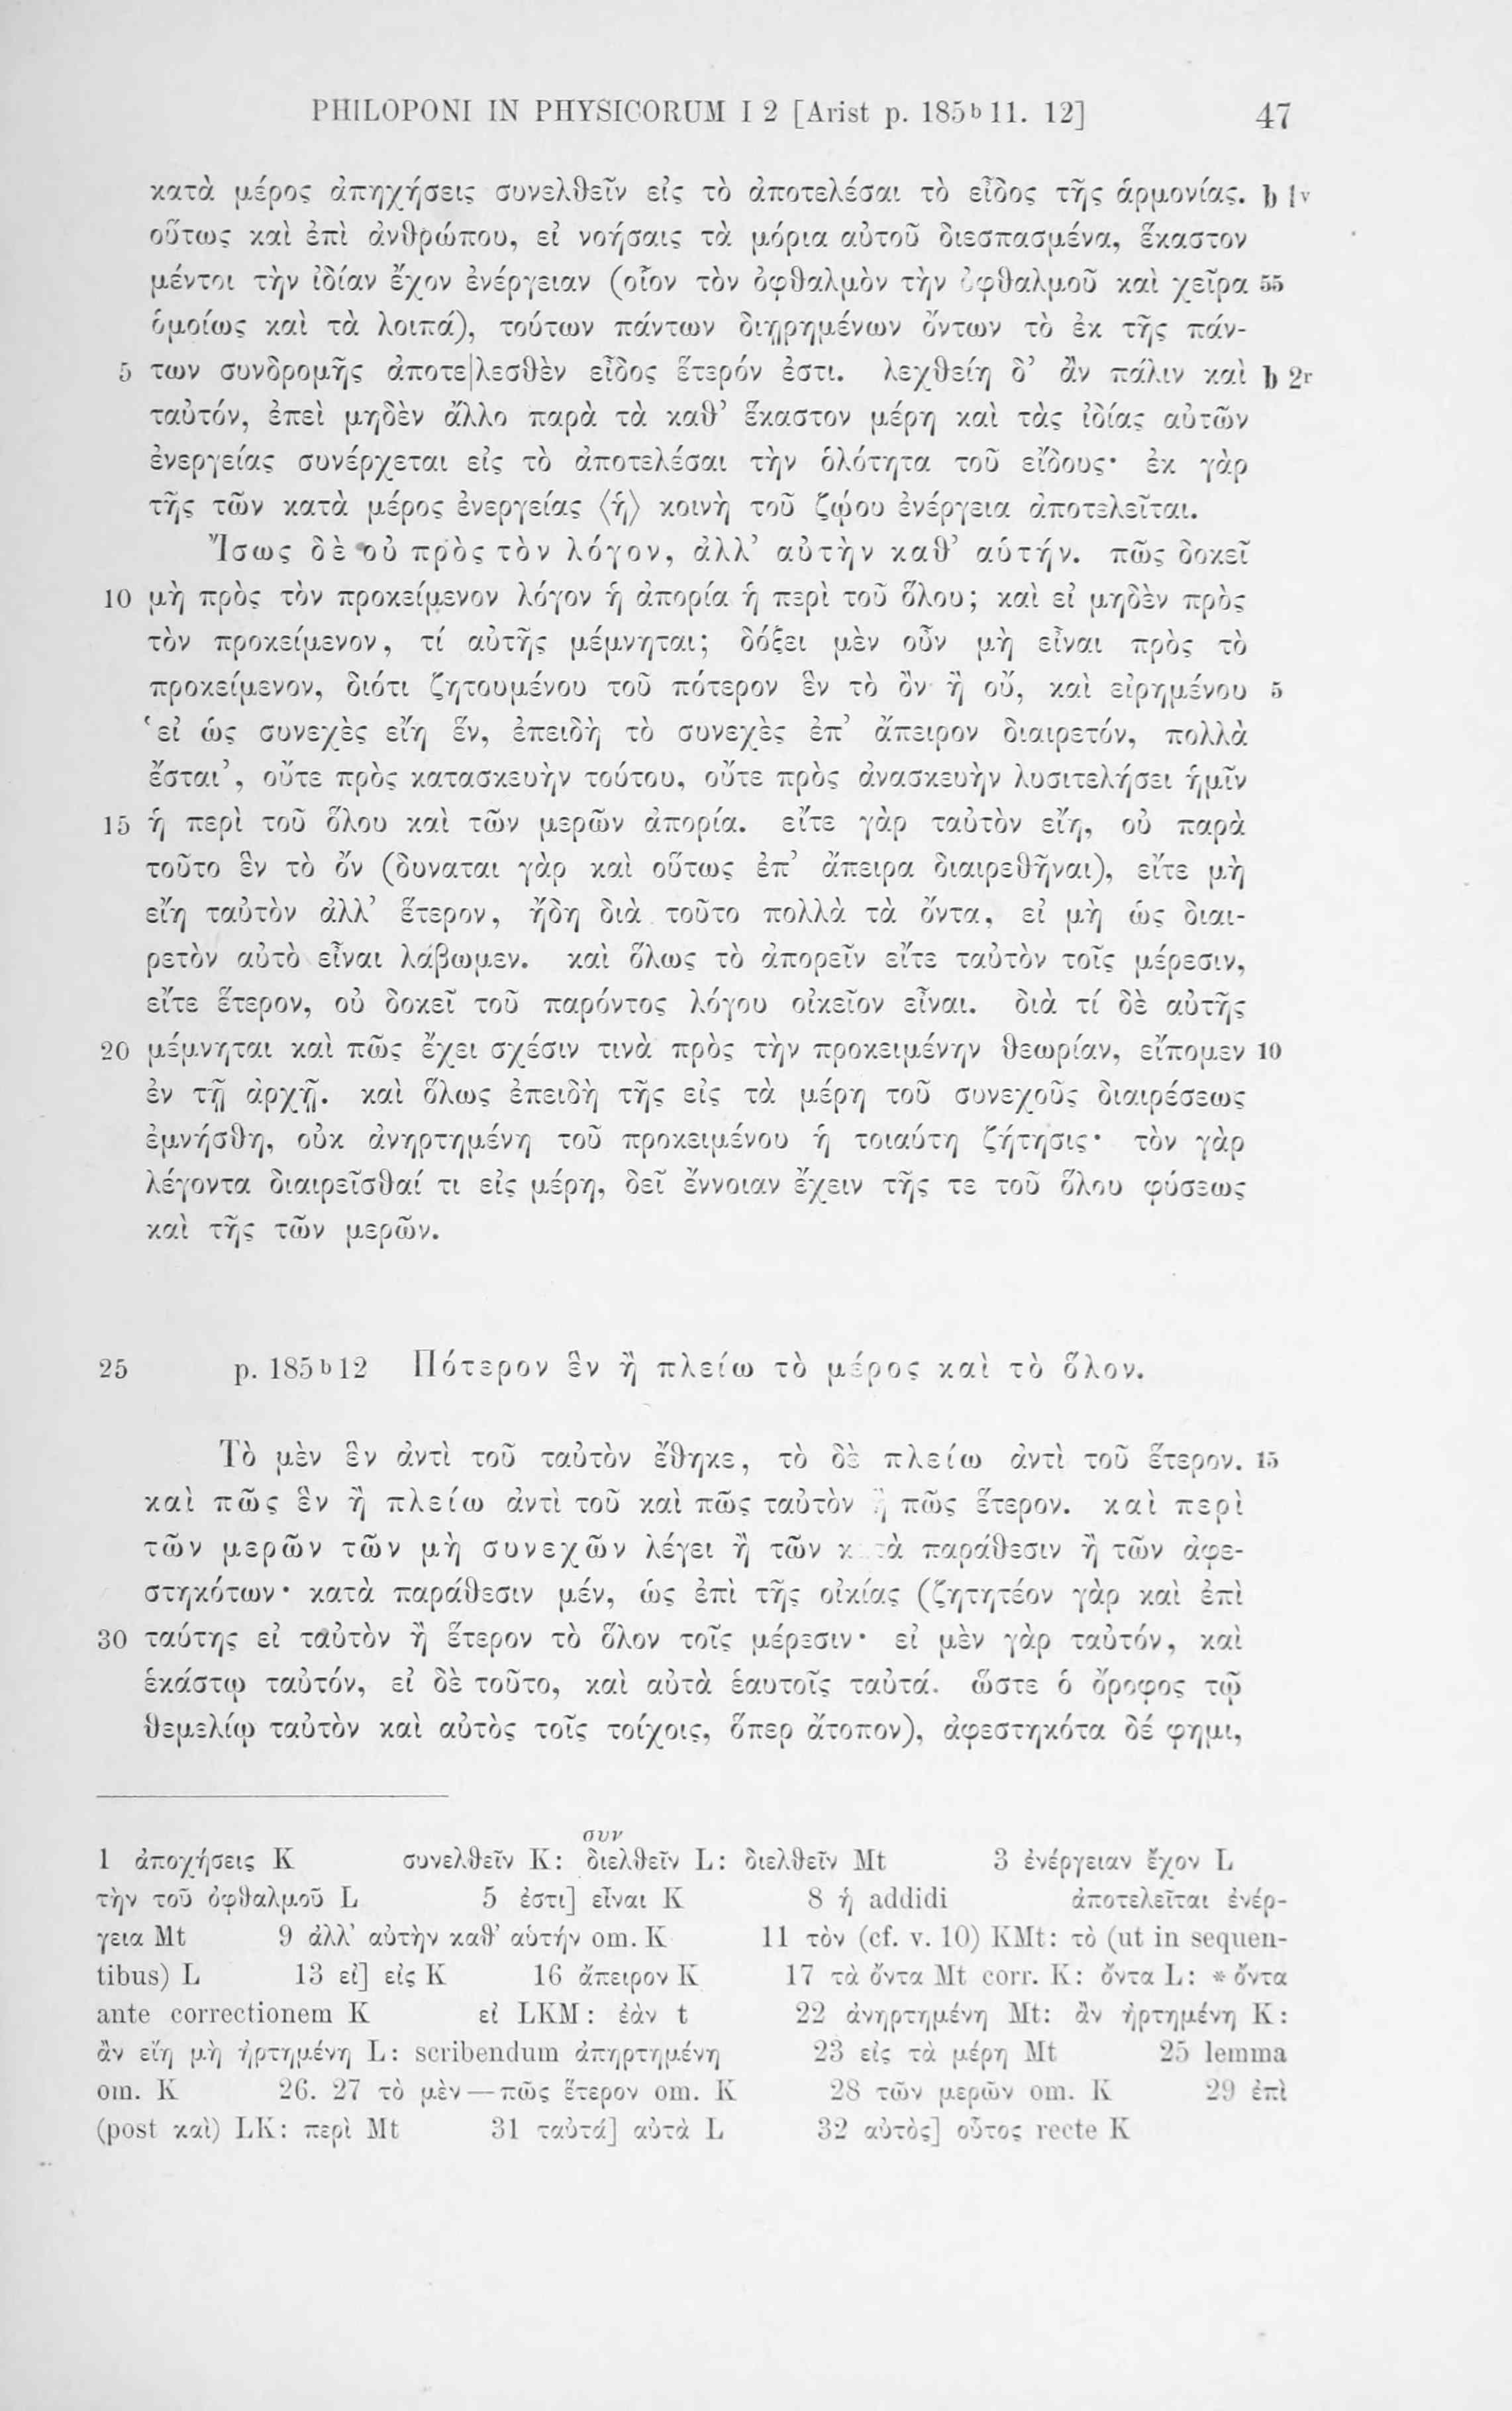 PHILOPONI IN PHYSICORUM I 2 [Arist p. 185ᵇ11. 12] 47
κατὰ μέρος ἀπηχήσεις συνελθεῖν εἰς τὸ ἀποτελέσαι τὸ εἶδος τῆς ἁρμονίας. b 1v
οὕτως καὶ ἐπὶ ἀνθρώπου, εἰ νοήσαις τὰ μόρια αὐτοῦ διεσπασμένα, ἕκαστον
μέντοι τὴν ἰδίαν ἔχον ἐνέργειαν (οἷον τὸν ὀφθαλμὸν τὴν ὀφθαλμοῦ καὶ χεῖρα 55
ὁμοίως καὶ τὰ λοιπά), τούτων πάντων διῃρημένων ὄντων τὸ ἐκ τῆς πάν-
5 των συνδρομῆς ἀποτε|λεσθὲν εἶδος ἕτερόν ἐστι. λεχθείη δ’ ἂν πάλιν καὶ b 2r
ταὐτόν, ἐπεὶ μηδὲν ἄλλο παρὰ τὰ καθ’ ἕκαστον μέρη καὶ τὰς ἰδίας αὐτῶν
ἐνεργείας συνέρχεται εἰς τὸ ἀποτελέσαι τὴν ὁλότητα τοῦ εἴδους· ἐκ γὰρ
τῆς τῶν κατὰ μέρος ἐνεργείας ⟨ἡ⟩ κοινὴ τοῦ ζῴου ἐνέργεια ἀποτελεῖται.
Ἴσως δὲ οὐ πρὸς τὸν λόγον, ἀλλ’ αὐτὴν καθ’ αὑτήν. πῶς δοκεῖ
10 μὴ πρὸς τὸν προκείμενον λόγον ἡ ἀπορία ἡ περὶ τοῦ ὅλου; καὶ εἰ μηδὲν πρὸς
τὸν προκείμενον, τί αὐτῆς μέμνηται; δόξει μὲν οὖν μὴ εἶναι πρὸς τὸ
προκείμενον, διότι ζητουμένου τοῦ πότερον ἓν τὸ ὂν ἢ οὔ, καὶ εἰρημένου 5
‘εἰ ὡς συνεχὲς εἴη ἕν, ἐπειδὴ τὸ συνεχὲς ἐπ’ ἄπειρον διαιρετόν, πολλὰ
ἔσται’, οὔτε πρὸς κατασκευὴν τούτου, οὔτε πρὸς ἀνασκευὴν λυσιτελήσει ἡμῖν
15 ἡ περὶ τοῦ ὅλου καὶ τῶν μερῶν ἀπορία. εἴτε γὰρ ταὐτὸν εἴη, οὐ παρὰ
τοῦτο ἓν τὸ ὄν (δυναται γὰρ καὶ οὕτως ἐπ’ ἄπειρα διαιρεθῆναι), εἴτε μὴ
εἴη ταὐτὸν ἀλλ’ ἕτερον, ἤδη διὰ τοῦτο πολλὰ τὰ ὄντα, εἰ μὴ ὡς διαι-
ρετὸν αὐτὸ εἶναι λάβωμεν. καὶ ὅλως τὸ ἀπορεῖν εἴτε ταὐτὸν τοῖς μέρεσιν,
εἴτε ἕτερον, οὐ δοκεῖ τοῦ παρόντος λόγου οἰκεῖον εἶναι. διὰ τί δὲ αὐτῆς
20 μέμνηται καὶ πῶς ἔχει σχέσιν τινὰ πρὸς τὴν προκειμένην θεωρίαν, εἴπομεν 10
ἐν τῇ ἀρχῇ. καὶ ὅλως ἐπειδὴ τῆς εἰς τὰ μέρη τοῦ συνεχοῦς διαιρέσεως
ἐμνήσθη, οὐκ ἀνηρτημένη τοῦ προκειμένου ἡ τοιαύτη ζήτησις· τὸν γὰρ
λέγοντα διαιρεῖσθαί τι εἰς μέρη, δεῖ ἔννοιαν ἔχειν τῆς τε τοῦ ὅλου φύσεως
καὶ τῆς τῶν μερῶν.
25 p. 185ᵇ12 Πότερον ἓν ἢ πλείω τὸ μέρος καὶ τὸ ὅλον.
Τὸ μὲν ἓν ἀντὶ τοῦ ταὐτὸν ἔθηκε, τὸ δὲ πλείω ἀντὶ τοῦ ἕτερον. 15
καὶ πῶς ἓν ἢ πλείω ἀντὶ τοῦ καὶ πῶς ταὐτὸν ἢ πῶς ἕτερον. καὶ περὶ
τῶν μερῶν τῶν μὴ συνεχῶν λέγει ἢ τῶν κατὰ παράθεσιν ἢ τῶν ἀφε-
στηκότων· κατὰ παράθεσιν μέν, ὡς ἐπὶ τῆς οἰκίας (ζητητέον γὰρ καὶ ἐπὶ
30 ταύτης εἰ ταὐτὸν ἢ ἕτερον τὸ ὅλον τοῖς μέρεσιν· εἰ μὲν γὰρ ταὐτόν, καὶ
ἑκάστῳ ταὐτόν, εἰ δὲ τοῦτο, καὶ αὐτὰ ἑαυτοῖς ταὐτά. ὥστε ὁ ὄροφος τῷ
θεμελίῳ ταὐτὸν καὶ αὐτὸς τοῖς τοίχοις, ὅπερ ἄτοπον), ἀφεστηκότα δέ φημι,
συν
1 ἀποχήσεις K συνελθεῖν K: διελθεῖν L: διελθεῖν Mt 3 ἐνέργειαν ἔχον L
τὴν τοῦ ὀφθαλμοῦ L 5 ἐστι] εἶναι K 8 ἡ addidi ἀποτελεῖται ἐνέρ-
γεια Mt 9 ἀλλ’ αὐτὴν καθ’ αὑτήν om. K 11 τὸν (cf. v. 10) KMt: τὸ (ut in sequen-
tibus) L 13 εἰ] εἰς K 16 ἄπειρον K 17 τὰ ὄντα Mt corr. K: ὄντα L: * ὄντα
ante correctionem K εἰ LKM: ἐὰν t 22 ἀνηρτημένη Mt: ἂν ἠρτημένη K:
ἂν εἴη μὴ ἠρτημένη L: scribendum ἀπηρτημένη 23 εἰς τὰ μέρη Mt 25 lemma
om. K 26. 27 τὸ μὲν — πῶς ἕτερον om. K 28 τῶν μερῶν om. K 29 ἐπὶ
(post καὶ) LK: περὶ Mt 31 ταὐτά] αὐτὰ L 32 αὐτὸς] οὗτος recte K